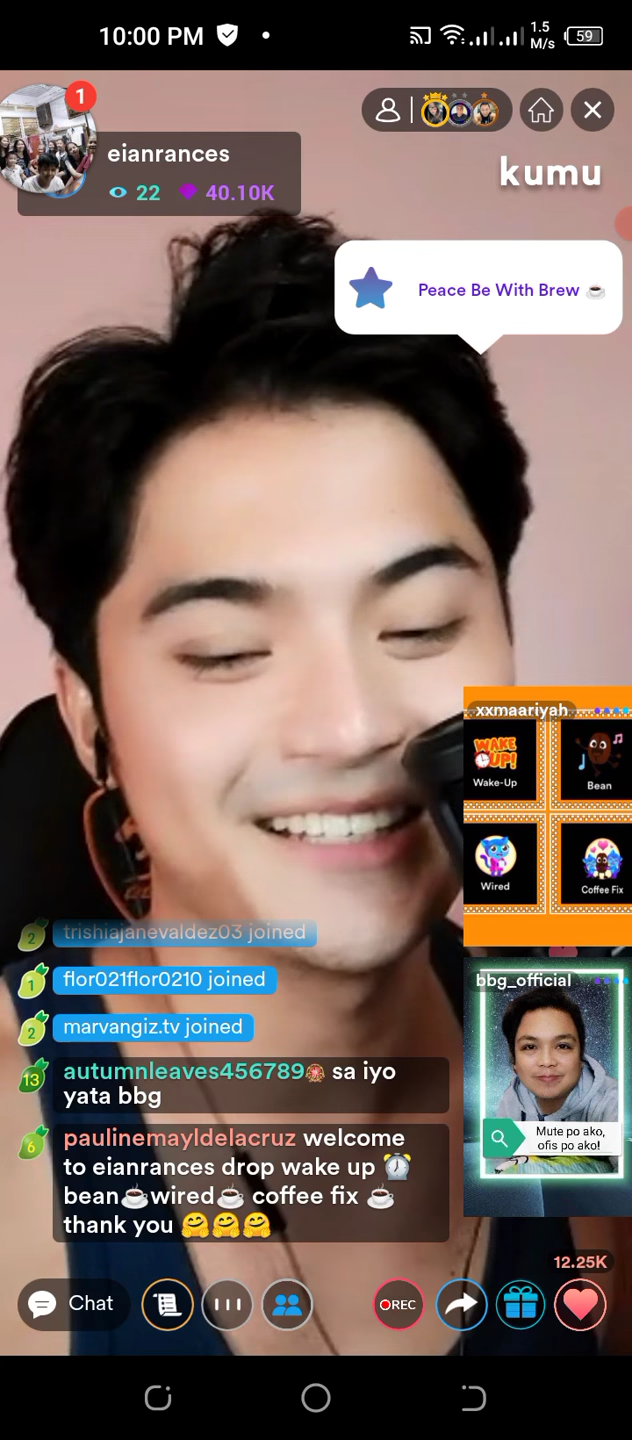 10:00 PM
1.5
M/s
59
1
eianrances
22
40.10K
kumu
Peace Be With Brew ☕
xxmaariyah
WAKE
UP!
Wake-Up
Bean
Wired
Coffee Fix
2
trishiajanevaldez03 joined
1
flor021flor0210 joined
bbg_official
2
marvangiz.tv joined
13
autumnleaves456789 sa iyo
yata bbg
6
paulinemayldelacruz welcome
to eianrances drop wake up ⏰
bean☕wired☕ coffee fix ☕
thank you 🤗🤗🤗
Mute po ako,
ofis po ako!
12.25K
Chat
REC